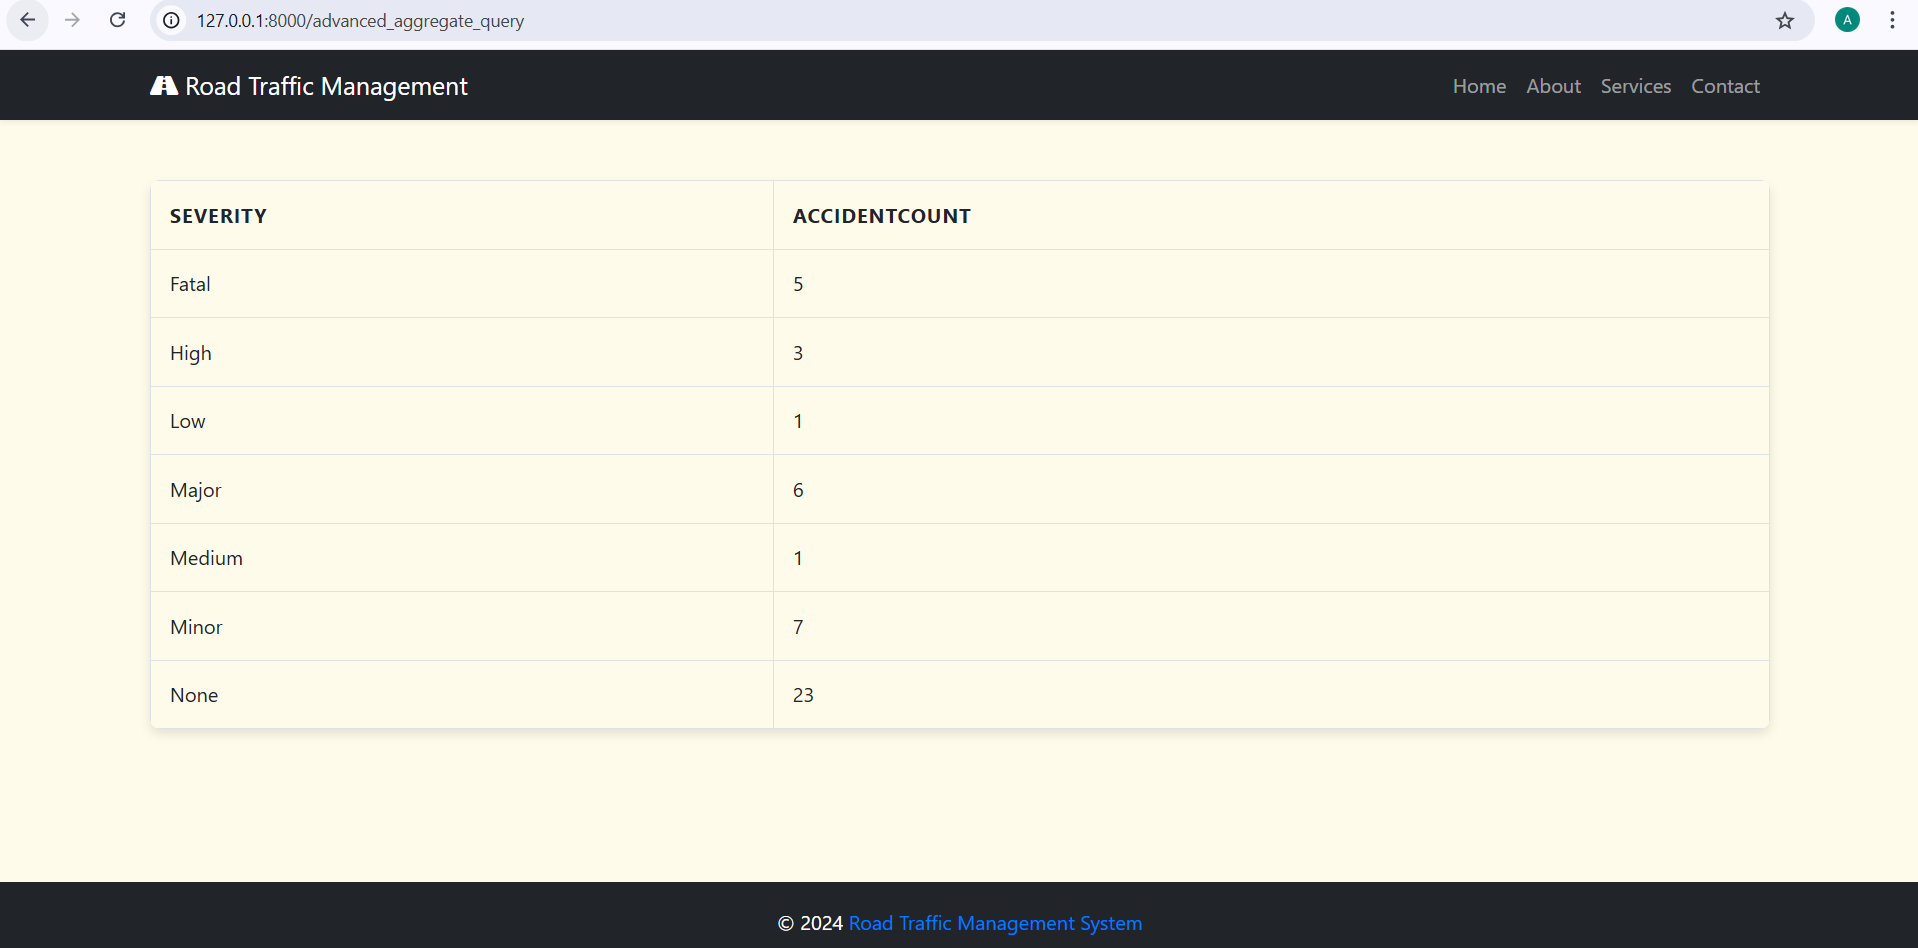 127.0.0.1:8000/advanced_aggregate_query
A
Road Traffic Management
Home About Services Contact
SEVERITY ACCIDENTCOUNT
Fatal 5
High 3
Low 1
Major 6
Medium 1
Minor 7
None 23
© 2024 Road Traffic Management System